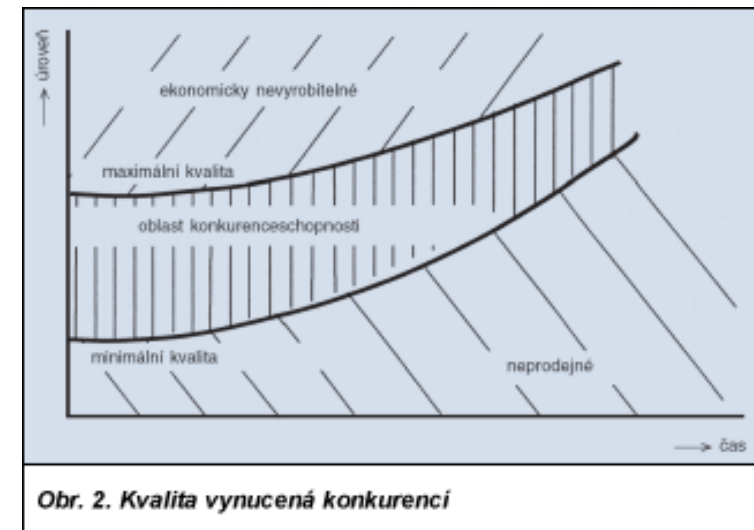 úroveň
ekonomicky nevyrobitelné
maximální kvalita
oblast konkurenceschopnosti
minimální kvalita
neprodejné
čas
Obr. 2. Kvalita vynucená konkurencí